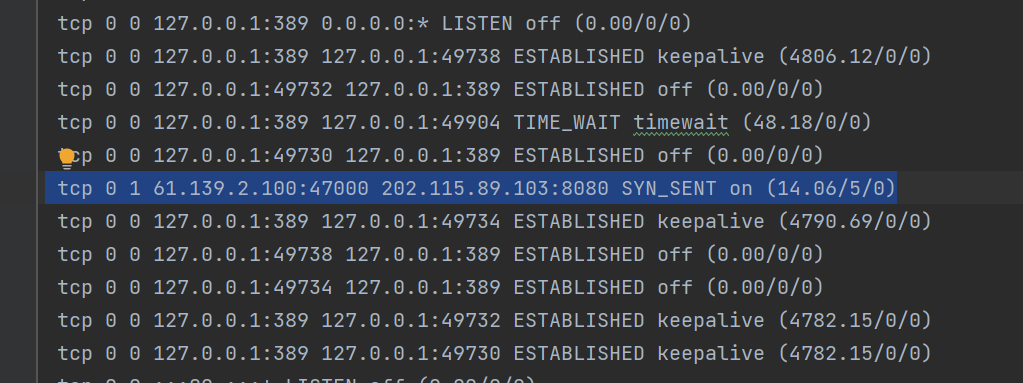 tcp 0 0 127.0.0.1:389 0.0.0.0:* LISTEN off (0.00/0/0)
tcp 0 0 127.0.0.1:389 127.0.0.1:49738 ESTABLISHED keepalive (4806.12/0/0)
tcp 0 0 127.0.0.1:49732 127.0.0.1:389 ESTABLISHED off (0.00/0/0)
tcp 0 0 127.0.0.1:389 127.0.0.1:49904 TIME_WAIT timewait (48.18/0/0)
tcp 0 0 127.0.0.1:49730 127.0.0.1:389 ESTABLISHED off (0.00/0/0)
tcp 0 1 61.139.2.100:47000 202.115.89.103:8080 SYN_SENT on (14.06/5/0)
tcp 0 0 127.0.0.1:389 127.0.0.1:49734 ESTABLISHED keepalive (4790.69/0/0)
tcp 0 0 127.0.0.1:49738 127.0.0.1:389 ESTABLISHED off (0.00/0/0)
tcp 0 0 127.0.0.1:49734 127.0.0.1:389 ESTABLISHED off (0.00/0/0)
tcp 0 0 127.0.0.1:389 127.0.0.1:49732 ESTABLISHED keepalive (4782.15/0/0)
tcp 0 0 127.0.0.1:389 127.0.0.1:49730 ESTABLISHED keepalive (4782.15/0/0)